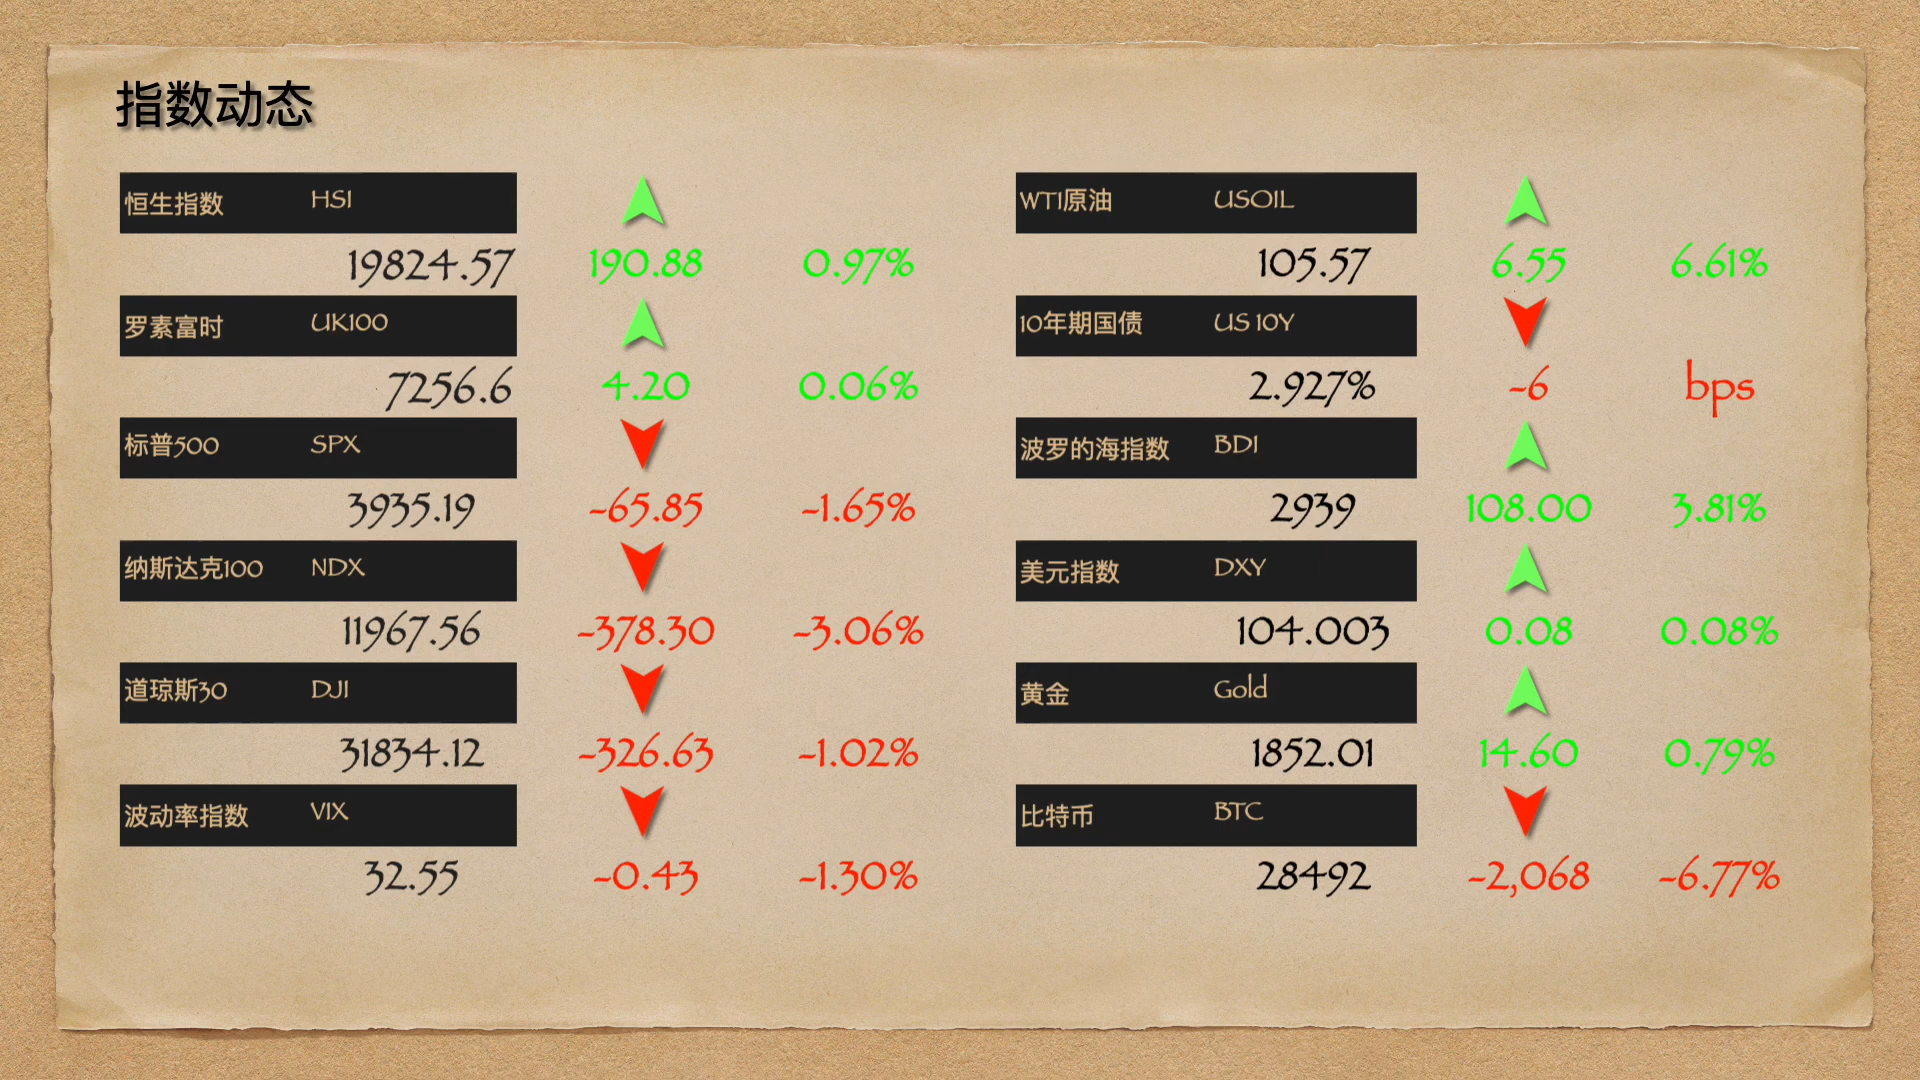 指数动态
恒生指数 HSI
19824.57 190.88 0.97%
罗素富时 UK100
7256.6 4.20 0.06%
标普500 SPX
3935.19 -65.85 -1.65%
纳斯达克100 NDX
11967.56 -378.30 -3.06%
道琼斯30 DJI
31834.12 -326.63 -1.02%
波动率指数 VIX
32.55 -0.43 -1.30%
WTI原油 USOIL
105.57 6.55 6.61%
10年期国债 US 10Y
2.927% -6 bps
波罗的海指数 BDI
2939 108.00 3.81%
美元指数 DXY
104.003 0.08 0.08%
黄金 Gold
1852.01 14.60 0.79%
比特币 BTC
28492 -2,068 -6.77%